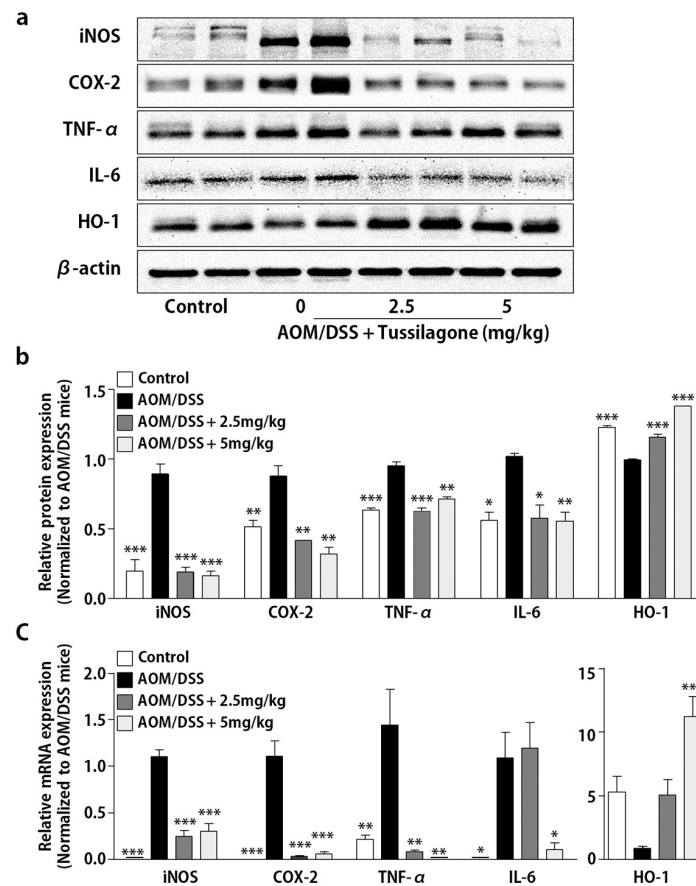 a
iNOS
COX-2
TNF-α
IL-6
HO-1
β-actin
Control 0 2.5 5
AOM/DSS + Tussilagone (mg/kg)
b
Relative protein expression
(Normalized to AOM/DSS mice)
1.5
1.0
0.5
0.0
Control
AOM/DSS
AOM/DSS + 2.5mg/kg
AOM/DSS + 5mg/kg
*** *** ***
** ** **
*** *** **
* * **
*** *** ***
iNOS COX-2 TNF-α IL-6 HO-1
C
Relative mRNA expression
(Normalized to AOM/DSS mice)
2.0
1.5
1.0
0.5
0.0
Control
AOM/DSS
AOM/DSS + 2.5mg/kg
AOM/DSS + 5mg/kg
*** *** ***
*** *** ***
** ** **
* *
15
10
5
0
**
iNOS COX-2 TNF-α IL-6 HO-1